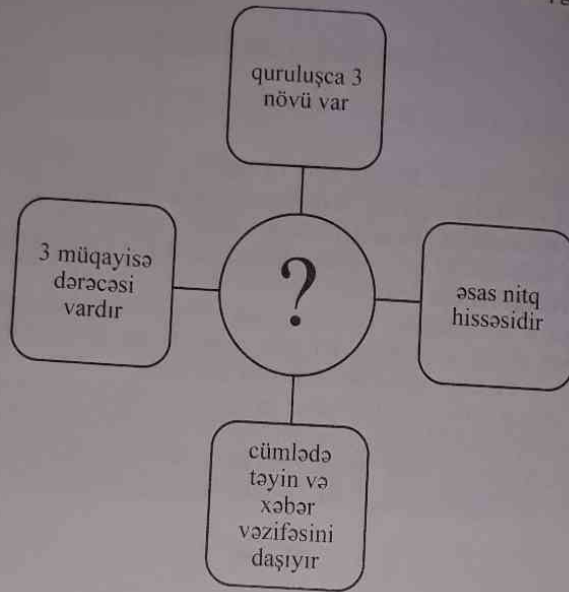 quruluşca 3
növü var
3 müqayisə
dərəcəsi
vardır
?
əsas nitq
hissəsidir
cümlədə
təyin və
xəbər
vəzifəsini
daşıyır